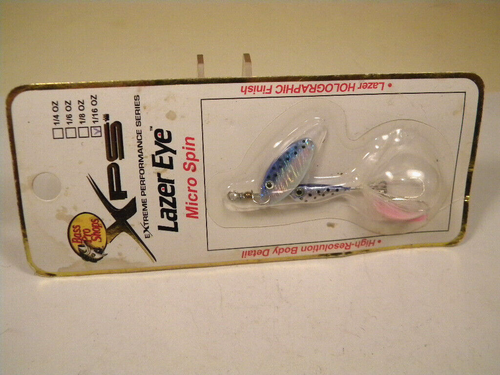 1/4 OZ
1/6 OZ
1/8 OZ
1/16 OZ
Bass
Pro
Shops
XPS
EXTREME PERFORMANCE SERIES
Lazer Eye™
Micro Spin
• Lazer HOLOGRAPHIC Finish
• High-Resolution Body Detail